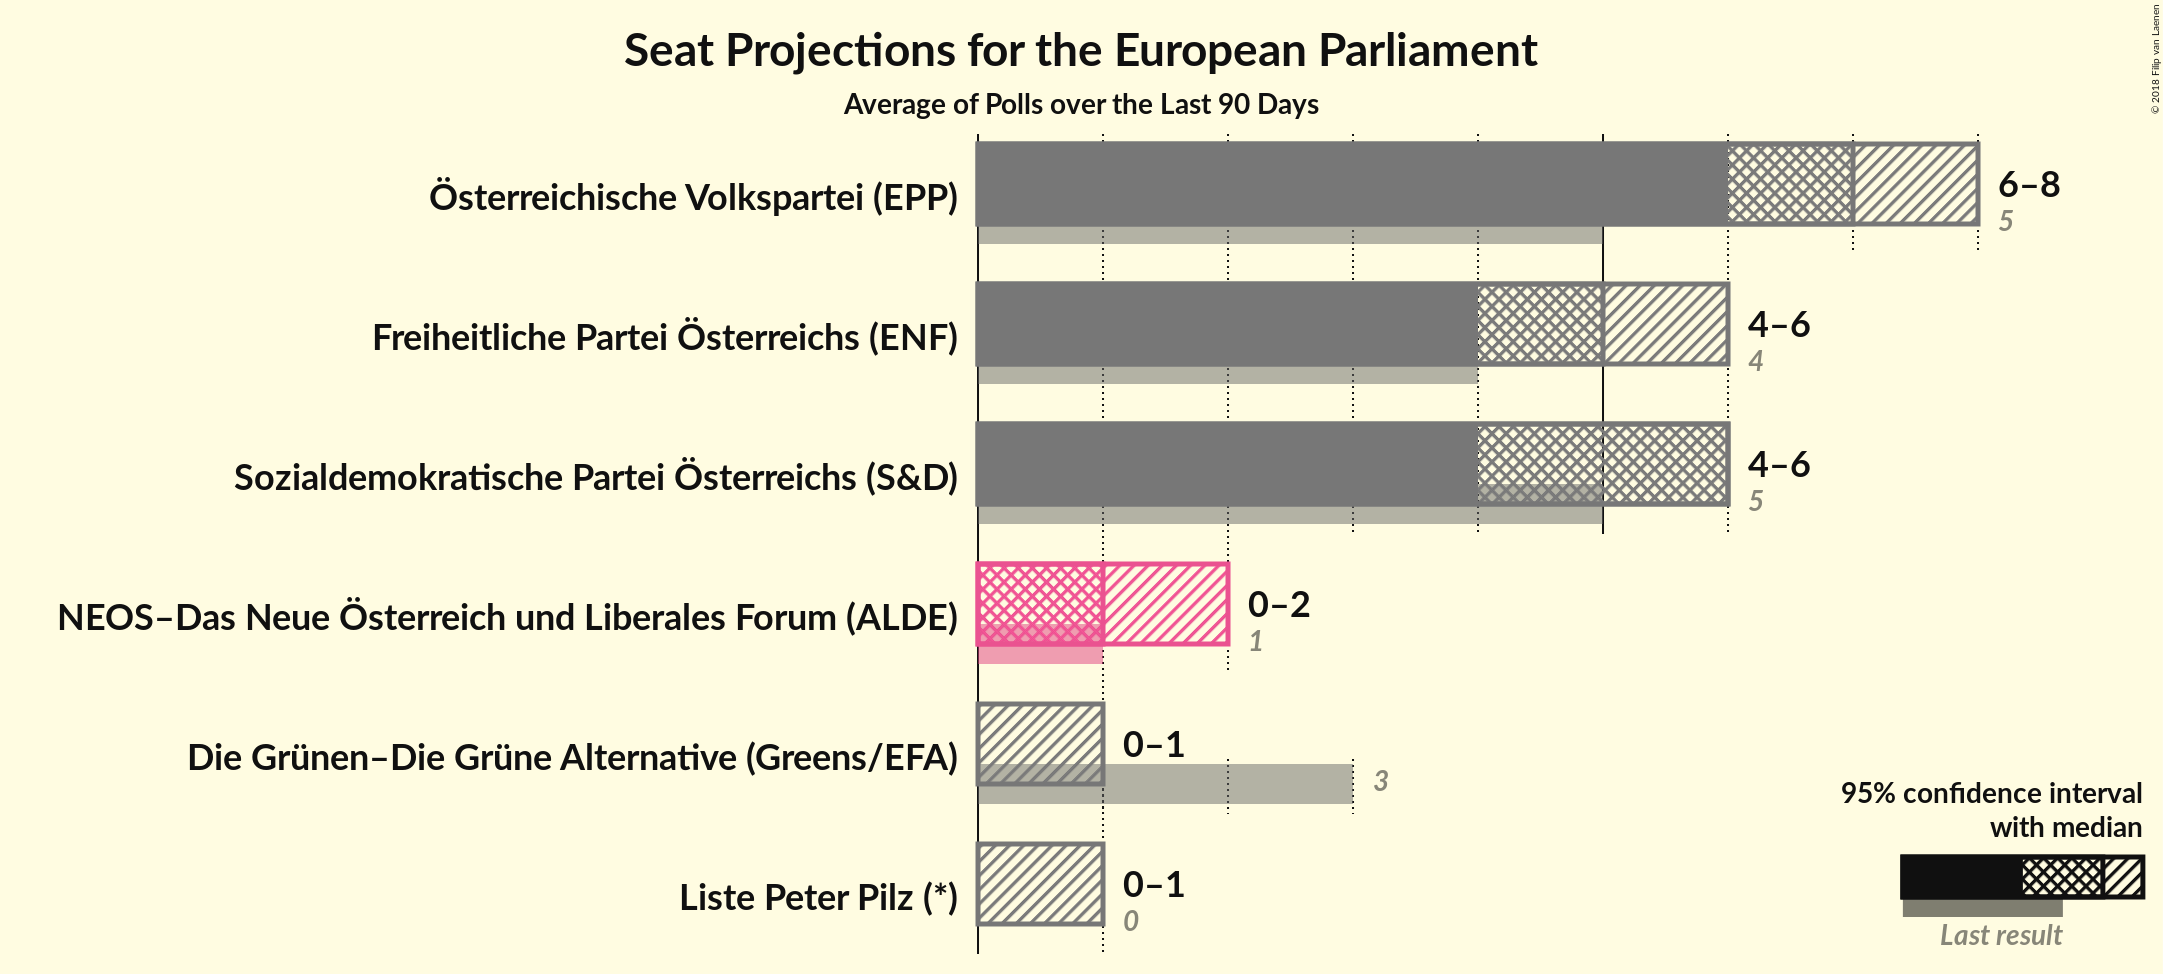 Seat Projections for the European Parliament
Average of Polls over the Last 90 Days
© 2018 Filip van Laenen
Österreichische Volkspartei (EPP)
6–8
5
Freiheitliche Partei Österreichs (ENF)
4–6
4
Sozialdemokratische Partei Österreichs (S&D)
4–6
5
NEOS–Das Neue Österreich und Liberales Forum (ALDE)
0–2
1
Die Grünen–Die Grüne Alternative (Greens/EFA)
0–1
3
Liste Peter Pilz (*)
0–1
0
95% confidence interval
with median
Last result